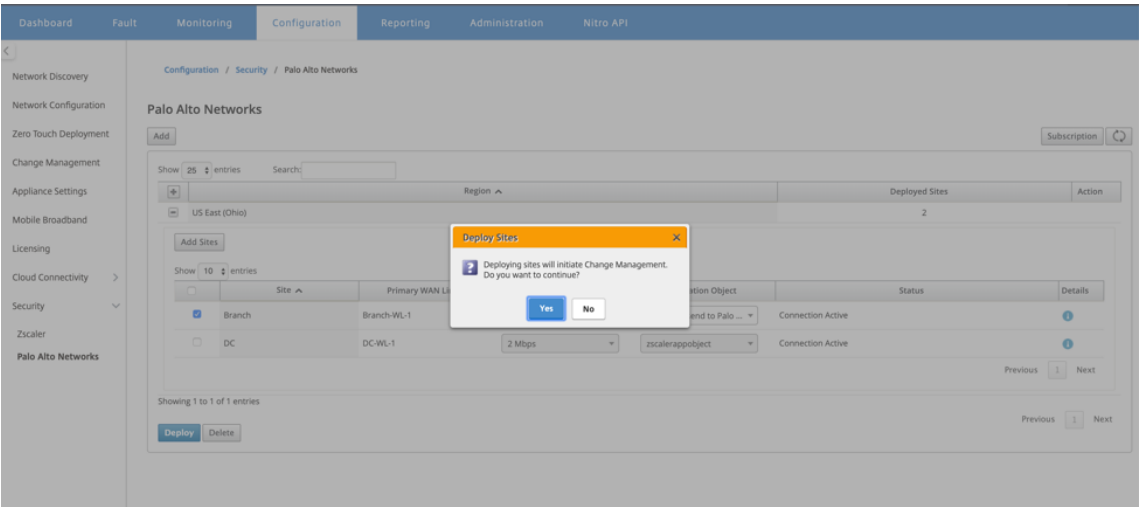 Dashboard Fault Monitoring Configuration Reporting Administration Nitro API
Network Discovery
Network Configuration
Zero Touch Deployment
Change Management
Appliance Settings
Mobile Broadband
Licensing
Cloud Connectivity
Security
Zscaler
Palo Alto Networks
Configuration / Security / Palo Alto Networks
Palo Alto Networks
Add Subscription
Show 25 entries Search:
Region Deployed Sites Action
US East (Ohio) 2
Add Sites
Show 10 entries
Site Primary WAN Li ation Object Status Details
Branch Branch-WL-1 end to Palo ... Connection Active
DC DC-WL-1 2 Mbps zscalerappobject Connection Active
Previous 1 Next
Showing 1 to 1 of 1 entries
Previous 1 Next
Deploy Delete
Deploy Sites
Deploying sites will initiate Change Management.
Do you want to continue?
Yes No